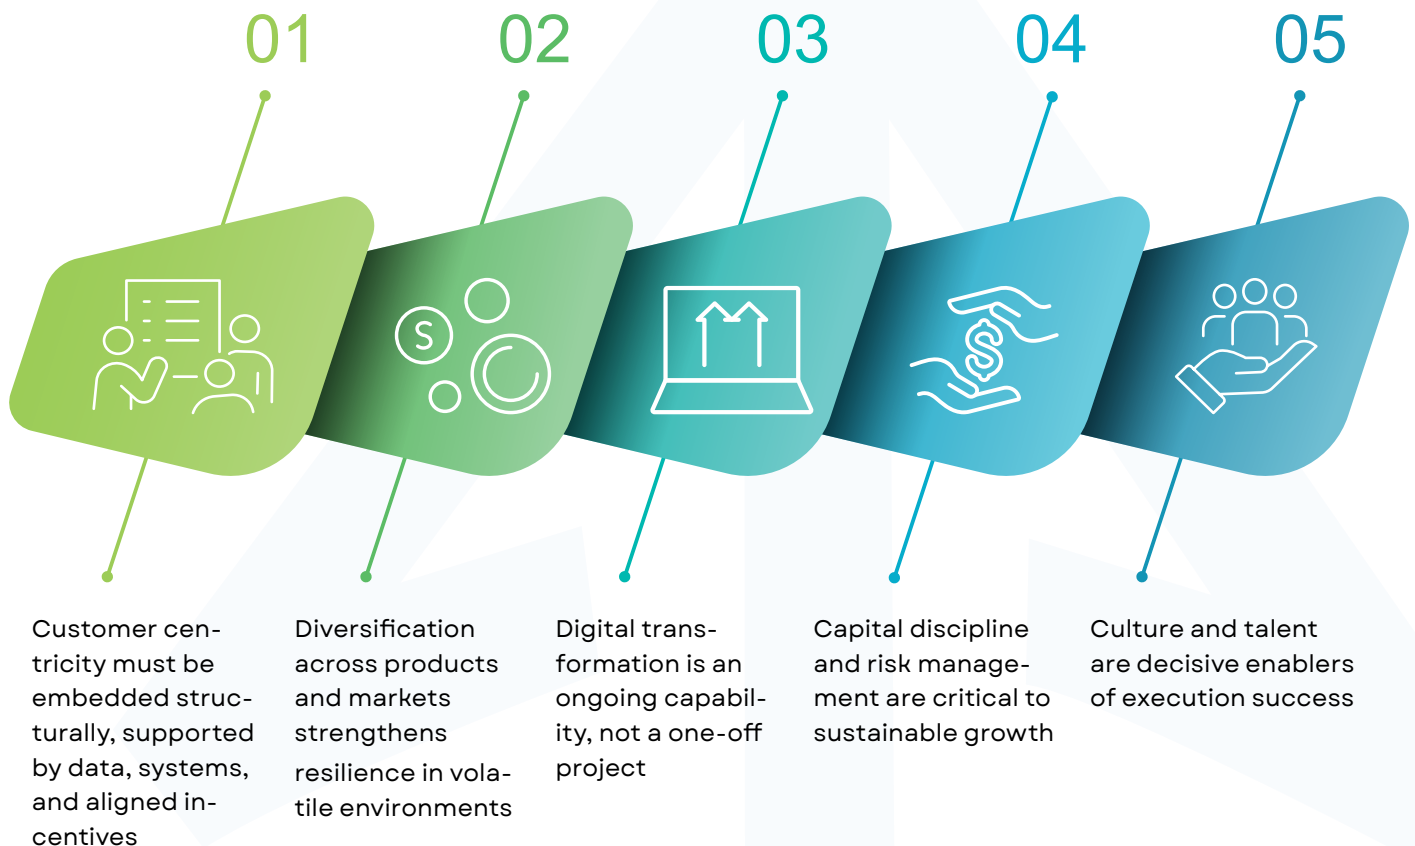 01
02
03
04
05
S
$
Customer cen-
tricity must be
embedded struc-
turally, supported
by data, systems,
and aligned in-
centives
Diversification
across products
and markets
strengthens
resilience in vola-
tile environments
Digital trans-
formation is an
ongoing capabil-
ity, not a one-off
project
Capital discipline
and risk manage-
ment are critical to
sustainable growth
Culture and talent
are decisive enablers
of execution success